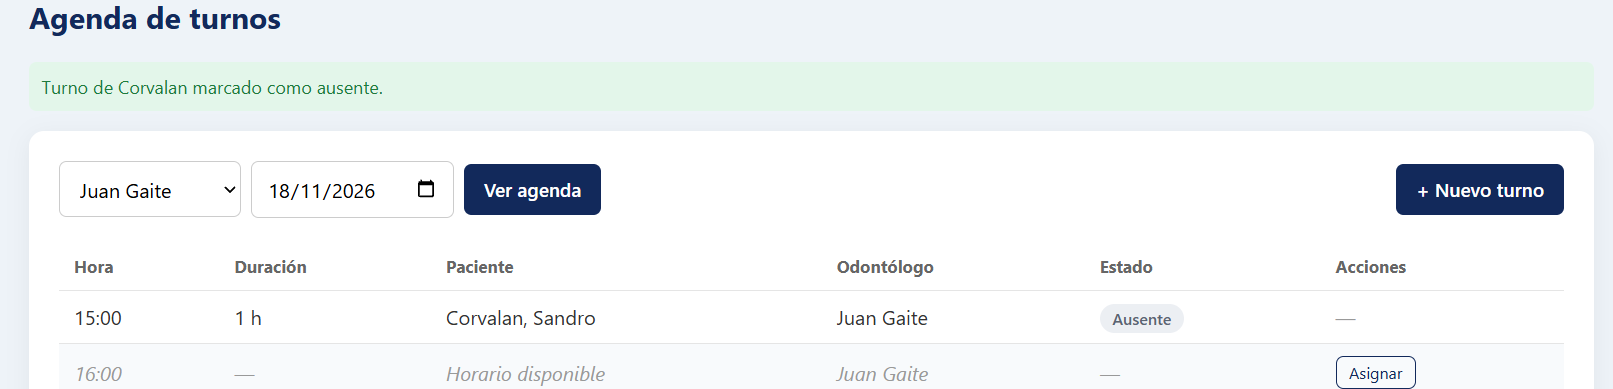 Agenda de turnos
Turno de Corvalan marcado como ausente.
Juan Gaite 18/11/2026 Ver agenda + Nuevo turno
Hora Duración Paciente Odontólogo Estado Acciones
15:00 1 h Corvalan, Sandro Juan Gaite Ausente —
16:00 — Horario disponible Juan Gaite — Asignar